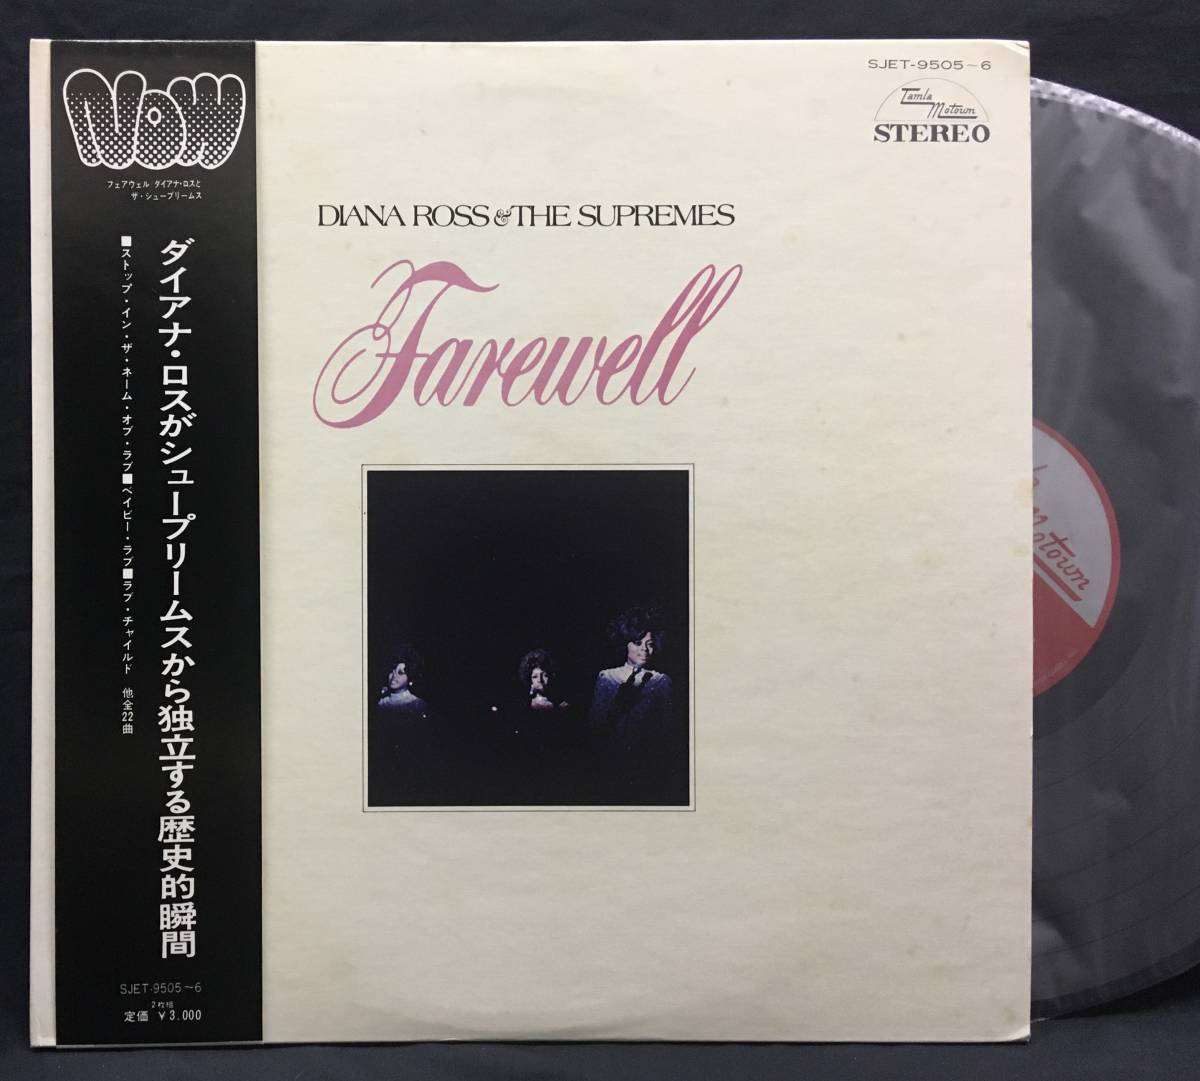 NOW
フェアウェル ダイアナ・ロスと
ザ・シュープリームス
ダイアナ・ロスがシュープリームスから独立する歴史的瞬間
■ストップ・イン・ザ・ネーム・オブ・ラブ■ベイビー・ラブ■ラブ・チャイルド 他全22曲
SJET-9505~6
2枚組
定価 ¥3,000
SJET-9505~6
Tamla
Motown
STEREO
DIANA ROSS & THE SUPREMES
Farewell
Motown